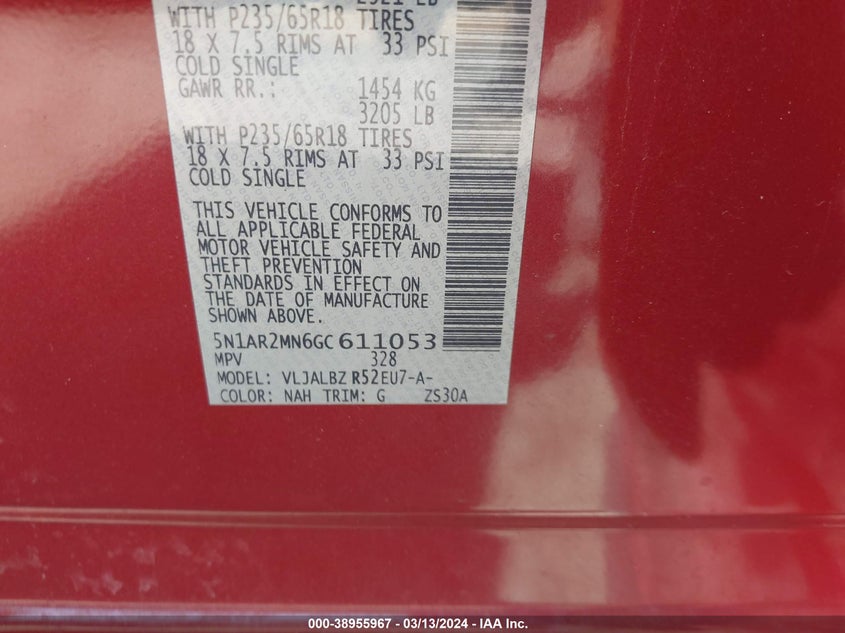 WITH P235/65R18 TIRES
18 X 7.5 RIMS AT 33 PSI
COLD SINGLE
GAWR RR.: 1454 KG
3205 LB
WITH P235/65R18 TIRES
18 X 7.5 RIMS AT 33 PSI
COLD SINGLE
THIS VEHICLE CONFORMS TO
ALL APPLICABLE FEDERAL
MOTOR VEHICLE SAFETY AND
THEFT PREVENTION
STANDARDS IN EFFECT ON
THE DATE OF MANUFACTURE
SHOWN ABOVE.
5N1AR2MN6GC611053
MPV 328
MODEL: VLJALBZ R52EU7-A-
COLOR: NAH TRIM: G ZS30A
000-38955967 - 03/13/2024 - IAA Inc.